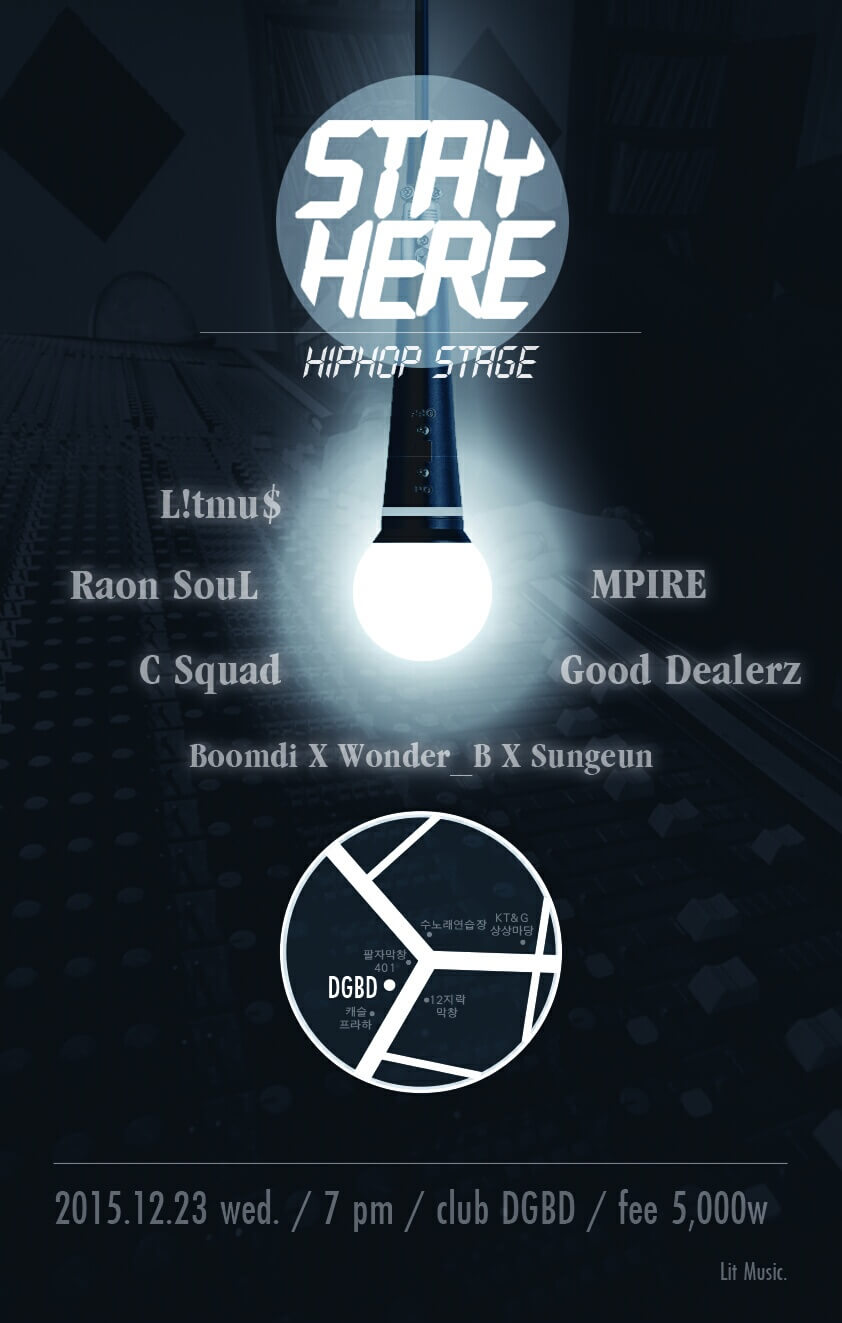 STAY
HERE
HIPHOP STAGE
L!tmu$
Raon SouL
MPIRE
C Squad
Good Dealerz
Boomdi X Wonder_B X Sungeun
수노래연습장
KT&G
상상마당
팔자막창
401
DGBD
12지락
막창
캐슬
프라하
2015.12.23 wed. / 7 pm / club DGBD / fee 5,000w
Lit Music.